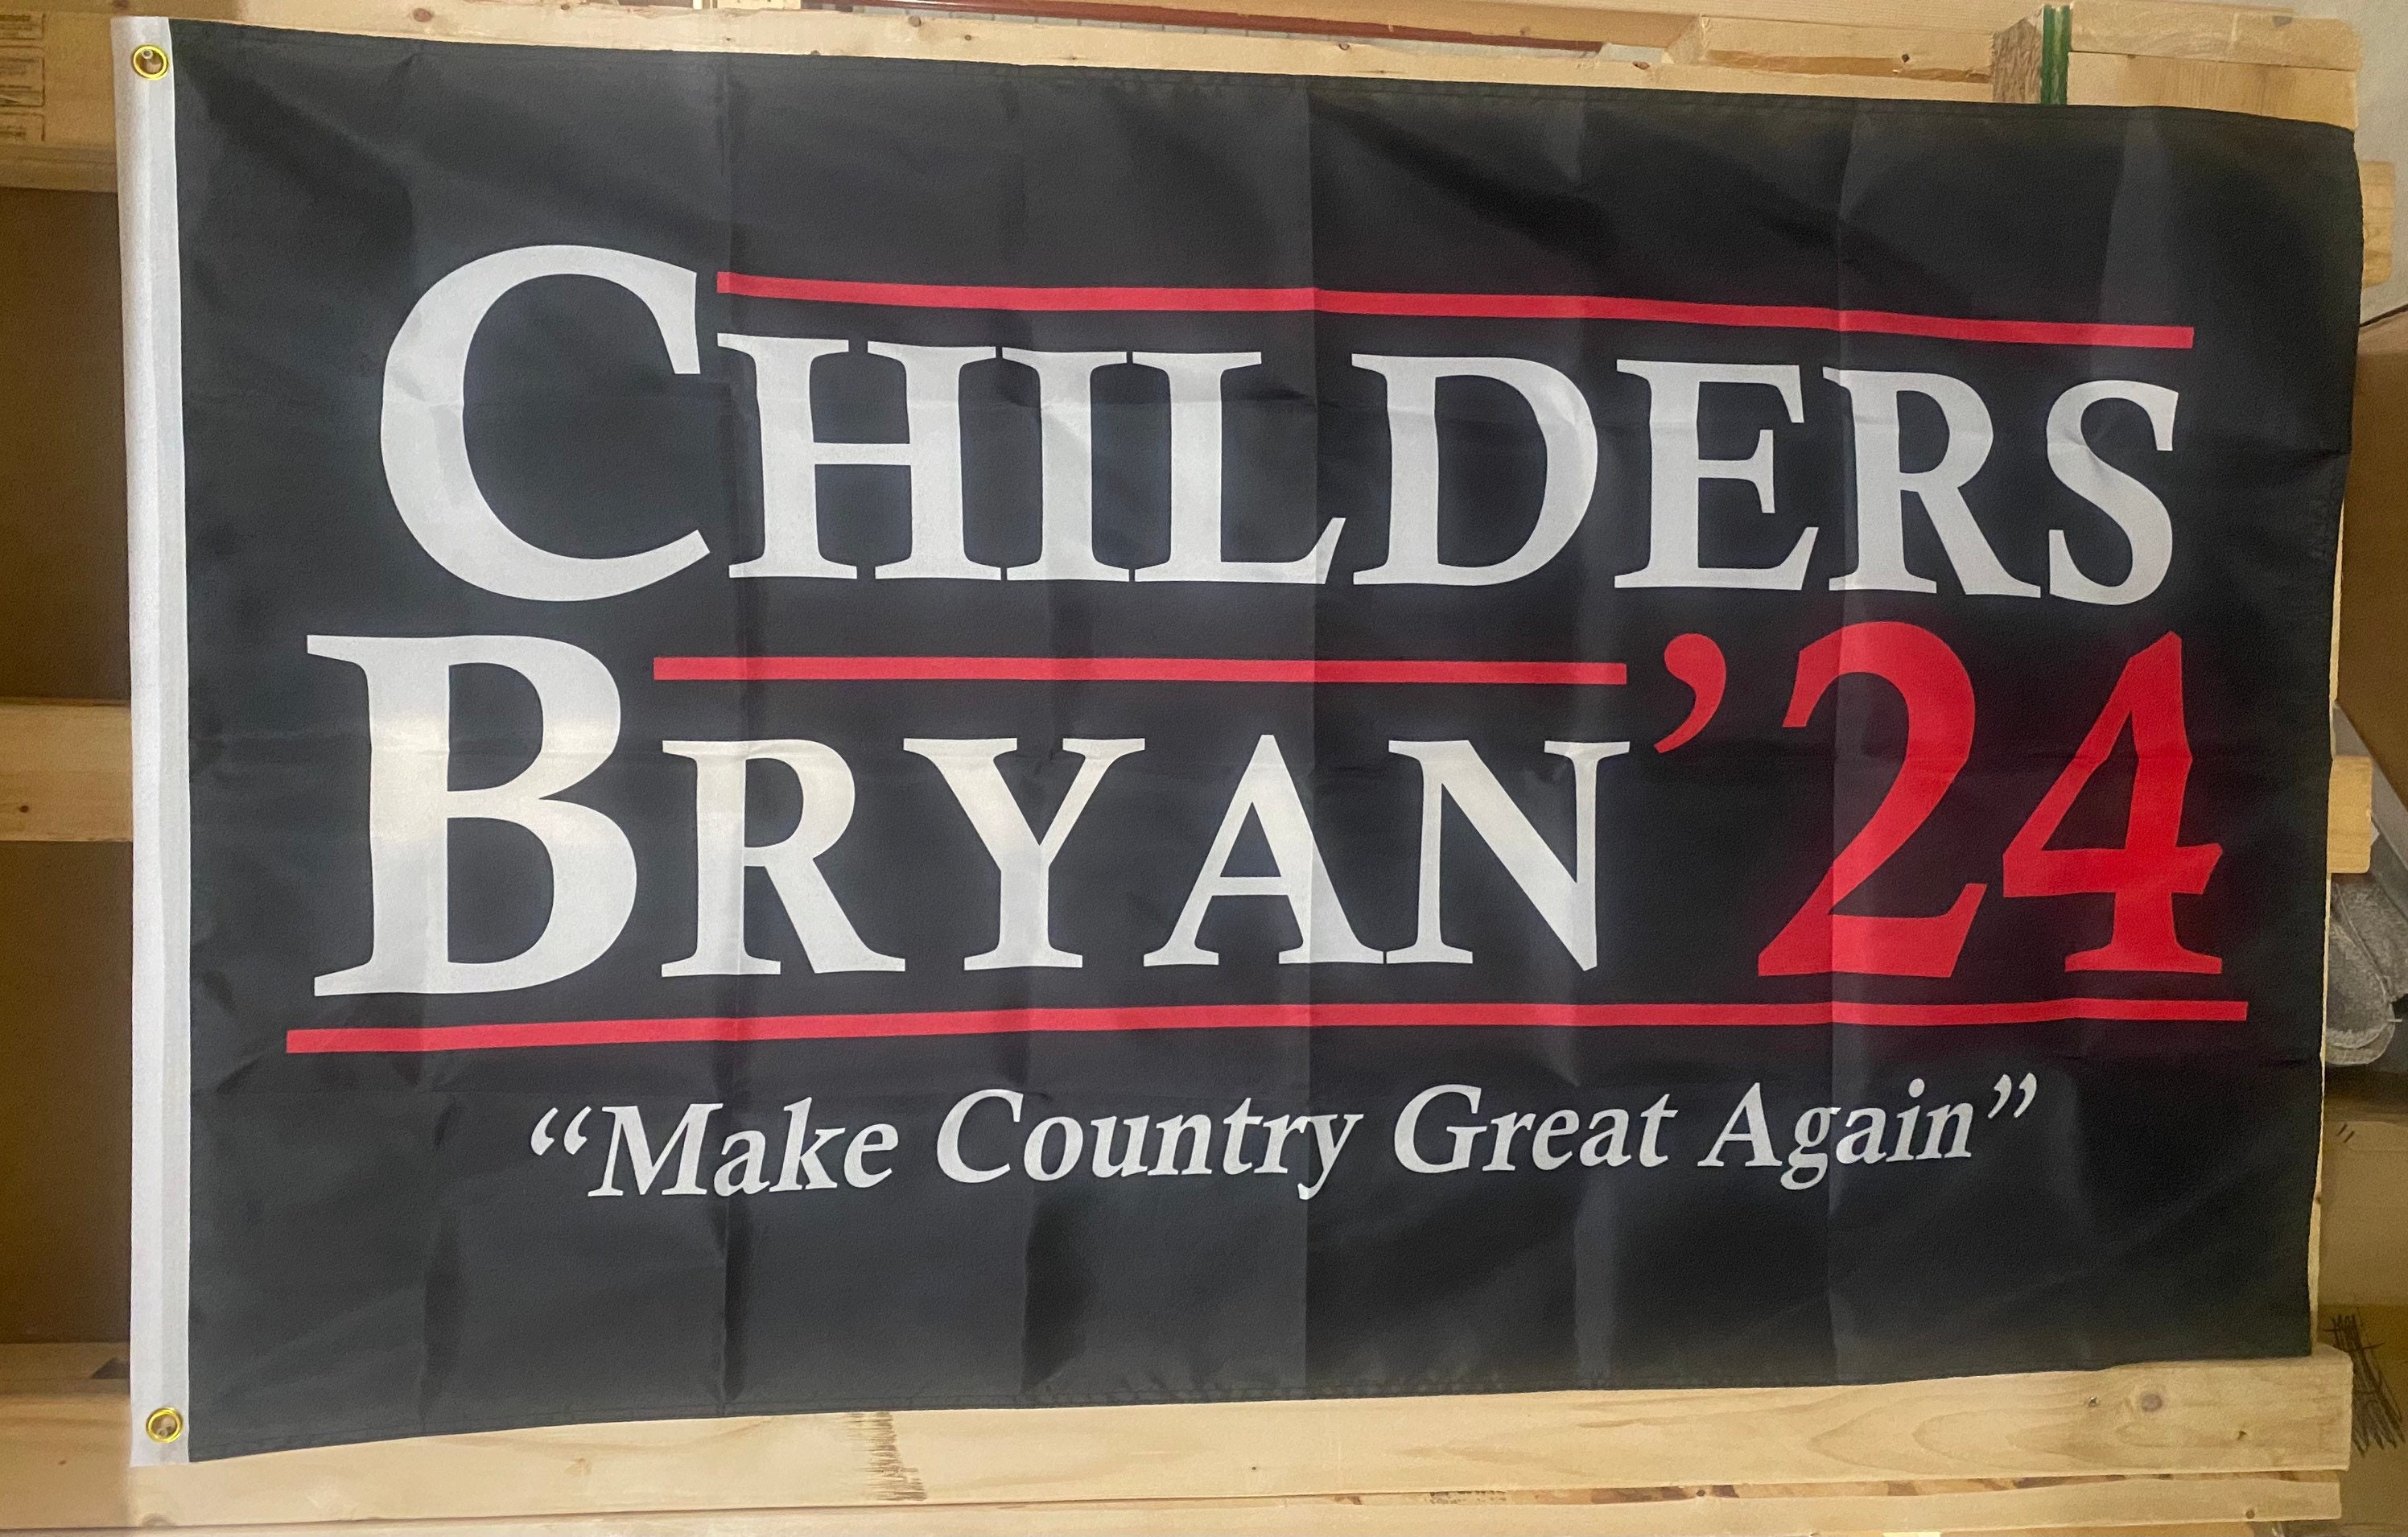 CHILDERS
BRYAN ’24
“Make Country Great Again”